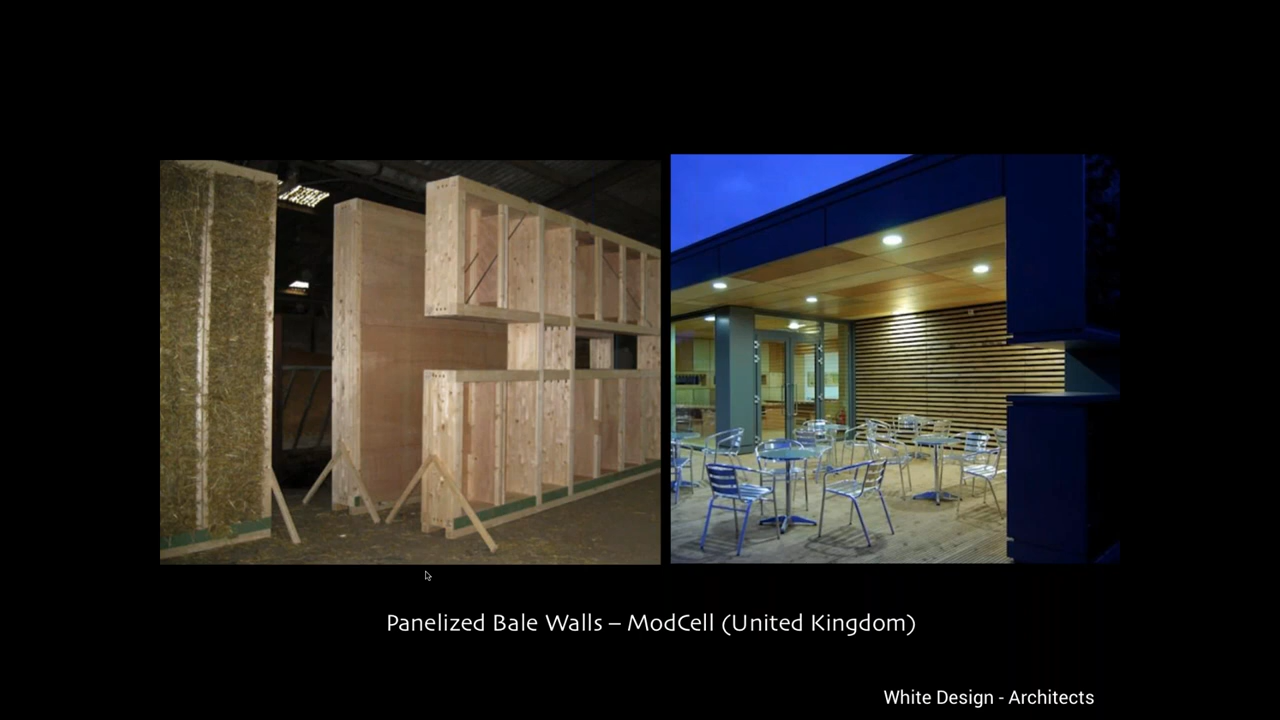 Panelized Bale Walls – ModCell (United Kingdom)
White Design - Architects